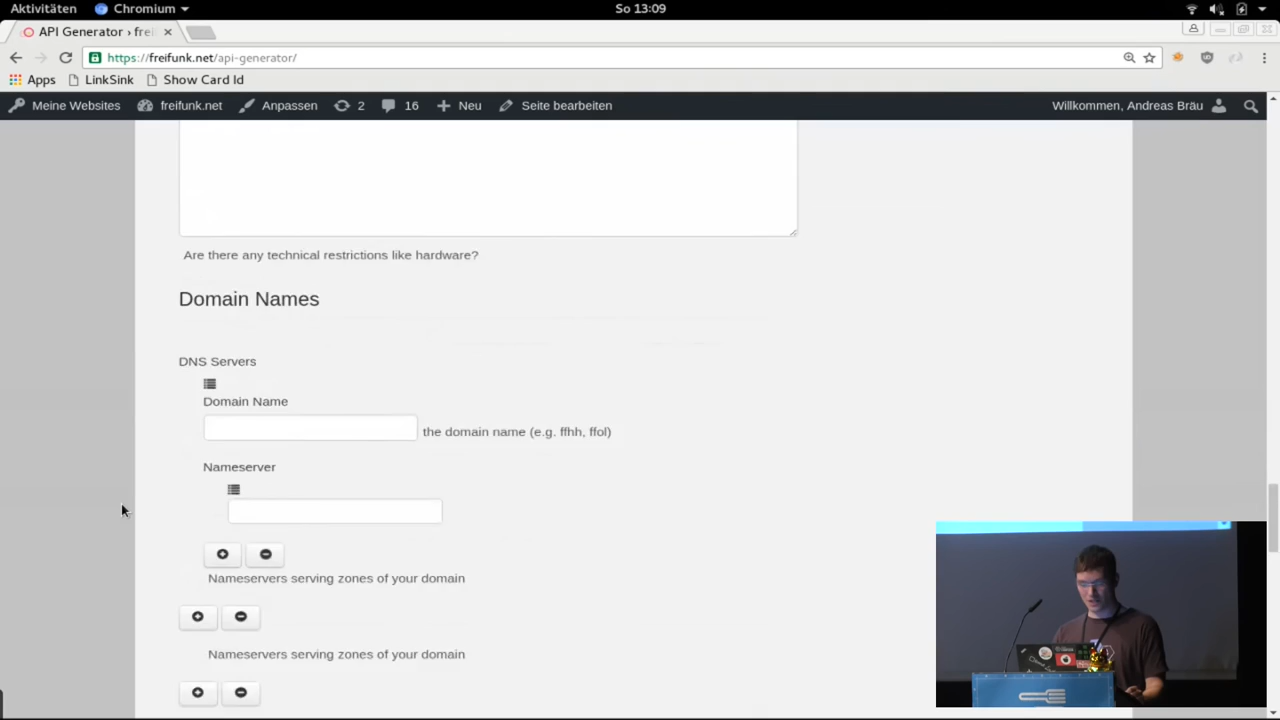 Aktivitäten Chromium So 13:09
API Generator › frei
https://freifunk.net/api-generator/
Apps LinkSink Show Card Id
Meine Websites freifunk.net Anpassen 2 16 Neu Seite bearbeiten Willkommen, Andreas Bräu
Are there any technical restrictions like hardware?
Domain Names
DNS Servers
Domain Name
the domain name (e.g. ffhh, ffol)
Nameserver
Nameservers serving zones of your domain
Nameservers serving zones of your domain